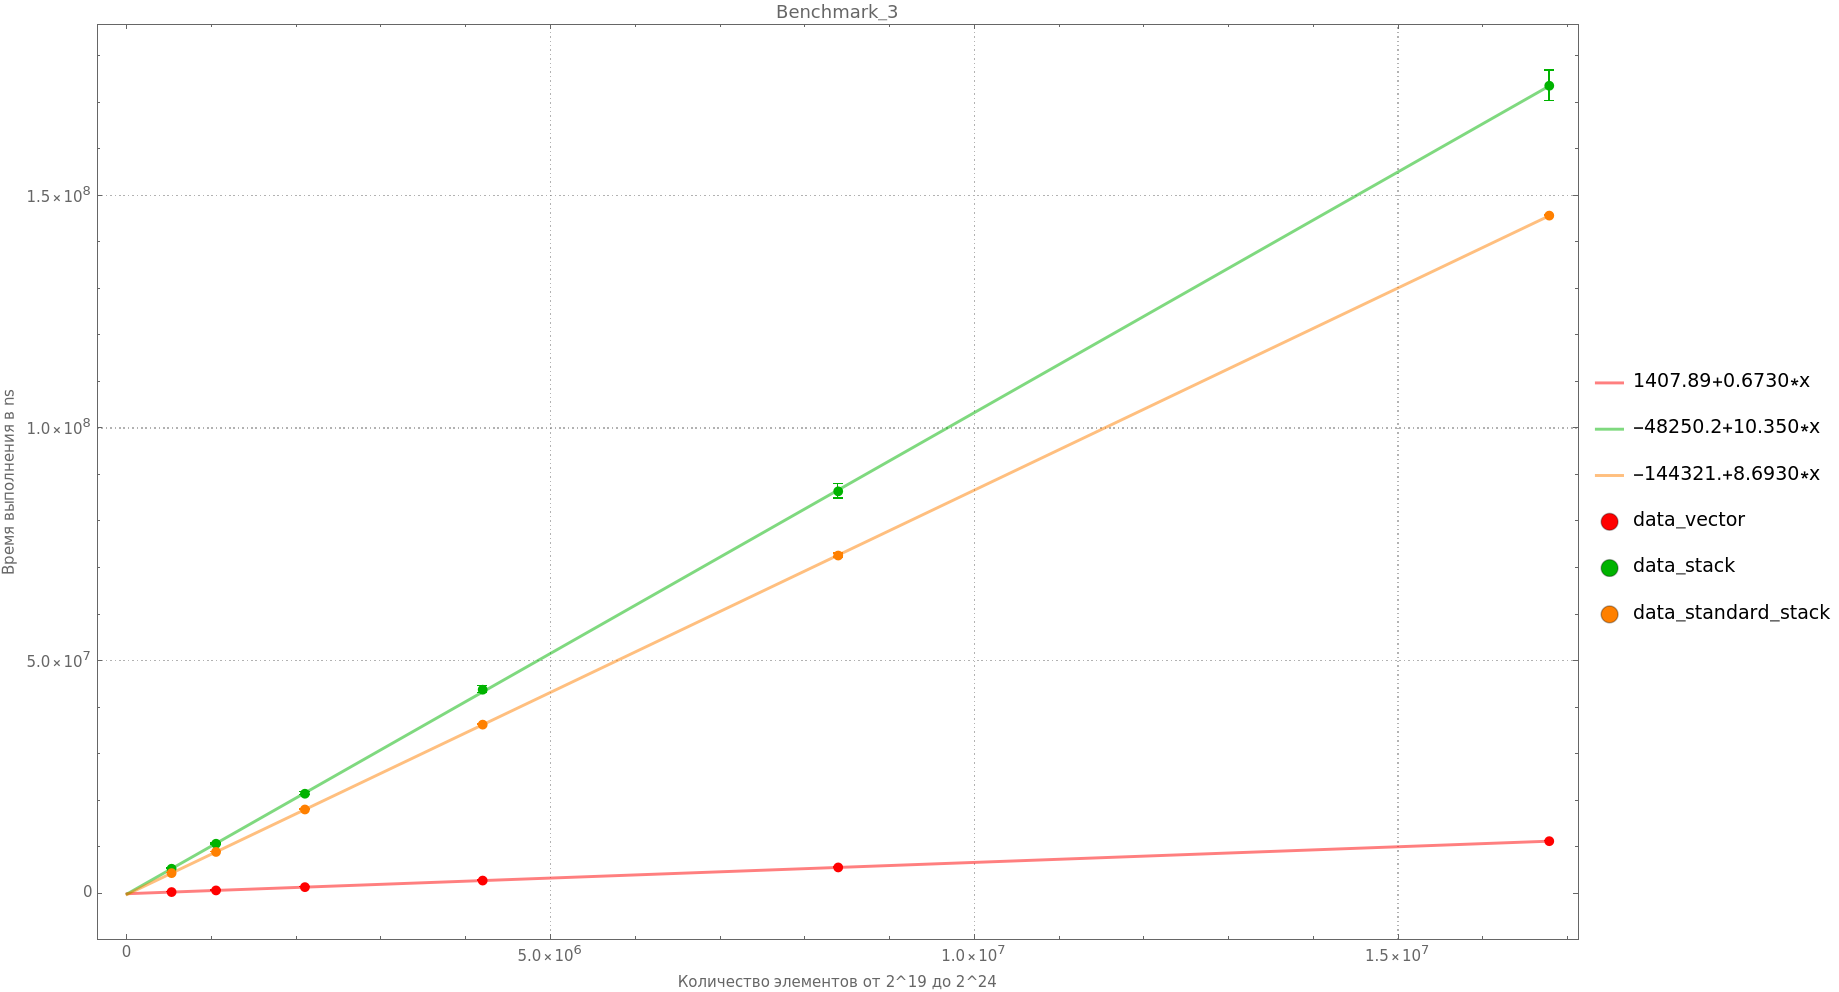 Benchmark_3
Время выполнения в ns
1.5×10^8
1.0×10^8
5.0×10^7
0
0
5.0×10^6
1.0×10^7
1.5×10^7
Количество элементов от 2^19 до 2^24
1407.89+0.6730*x
−48250.2+10.350*x
−144321.+8.6930*x
data_vector
data_stack
data_standard_stack